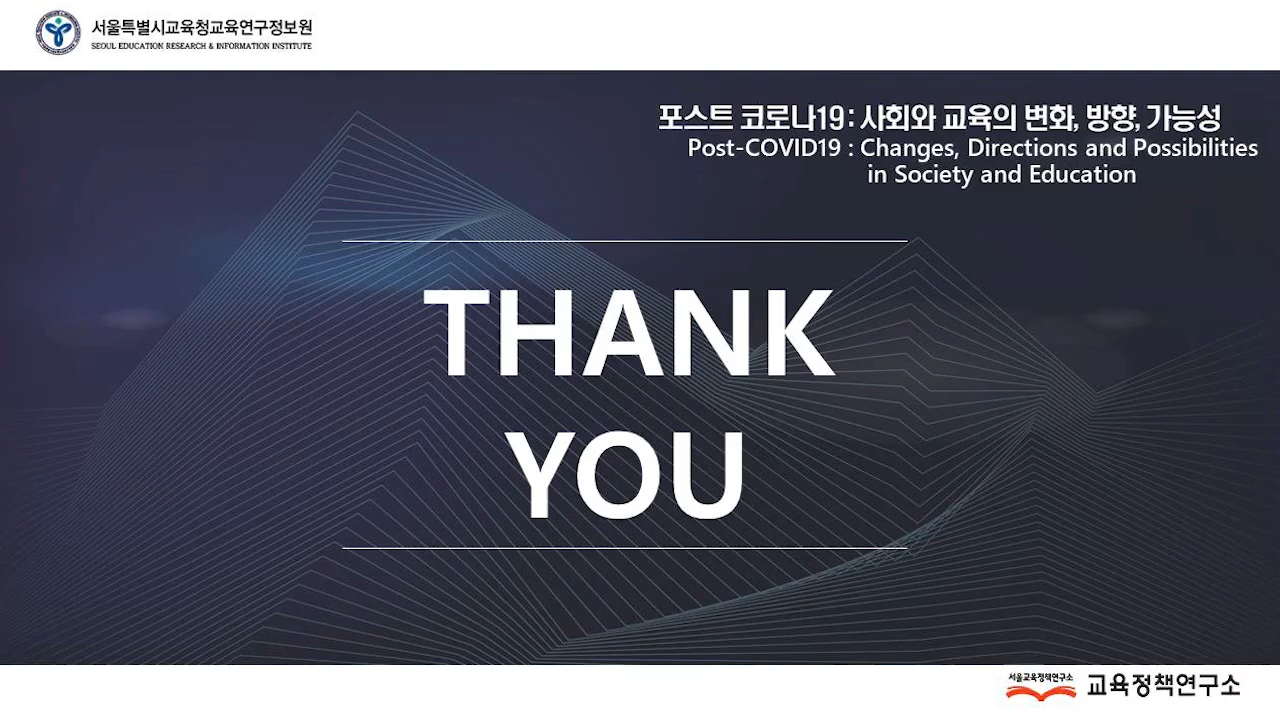 서울특별시교육청교육연구정보원
SEOUL EDUCATION RESEARCH & INFORMATION INSTITUTE
포스트 코로나19: 사회와 교육의 변화, 방향, 가능성
Post-COVID19 : Changes, Directions and Possibilities
in Society and Education
THANK
YOU
서울교육정책연구소
교육정책연구소